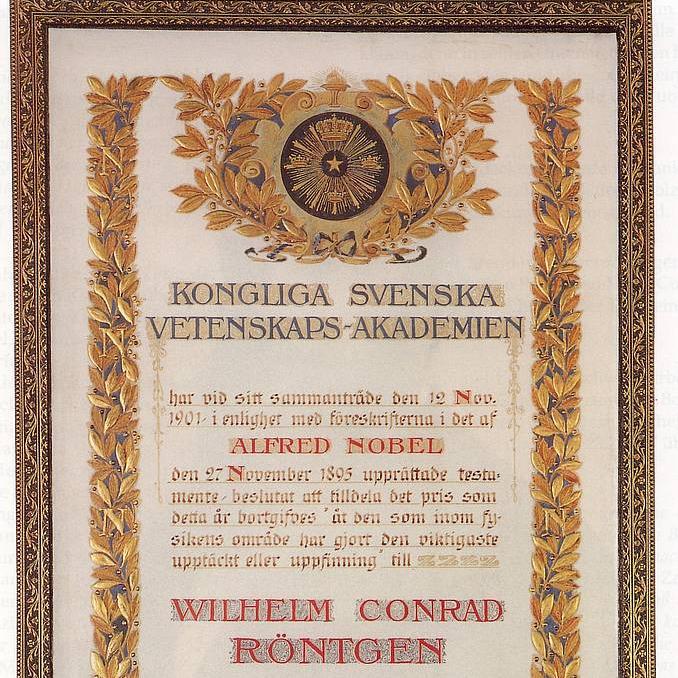 KONGLIGA SVENSKA
VETENSKAPS-AKADEMIEN
har vid sitt sammanträde den 12 Nov.
1901 i enlighet med föreskrifterna i det af
ALFRED NOBEL
den 27 November 1895 upprättade testa-
mente beslutat att tilldela det pris som
detta år bortgifves "åt den som inom fy-
sikens område har gjort den viktigaste
upptäckt eller uppfinning" till
WILHELM CONRAD
RÖNTGEN